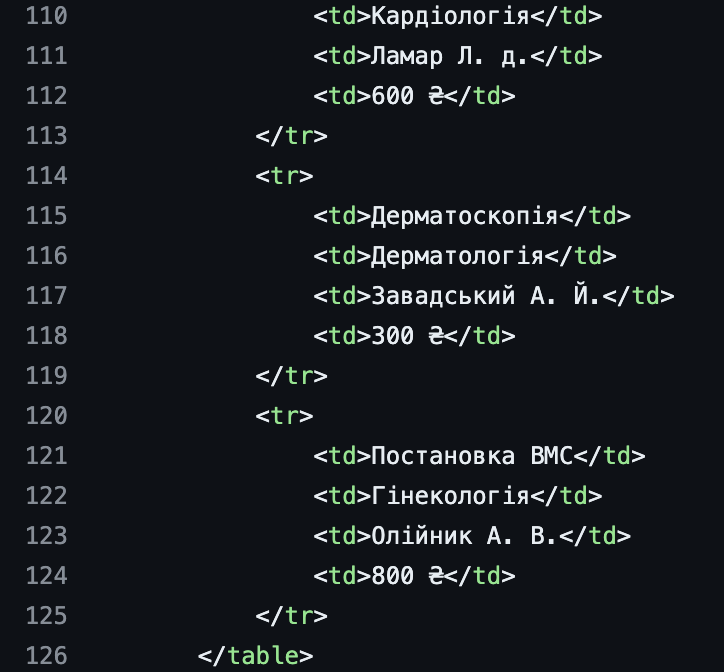 110 <td>Кардіологія</td>
111 <td>Ламар Л. д.</td>
112 <td>600 ₴</td>
113 </tr>
114 <tr>
115 <td>Дерматоскопія</td>
116 <td>Дерматологія</td>
117 <td>Завадський А. Й.</td>
118 <td>300 ₴</td>
119 </tr>
120 <tr>
121 <td>Постановка ВМС</td>
122 <td>Гінекологія</td>
123 <td>Олійник А. В.</td>
124 <td>800 ₴</td>
125 </tr>
126 </table>